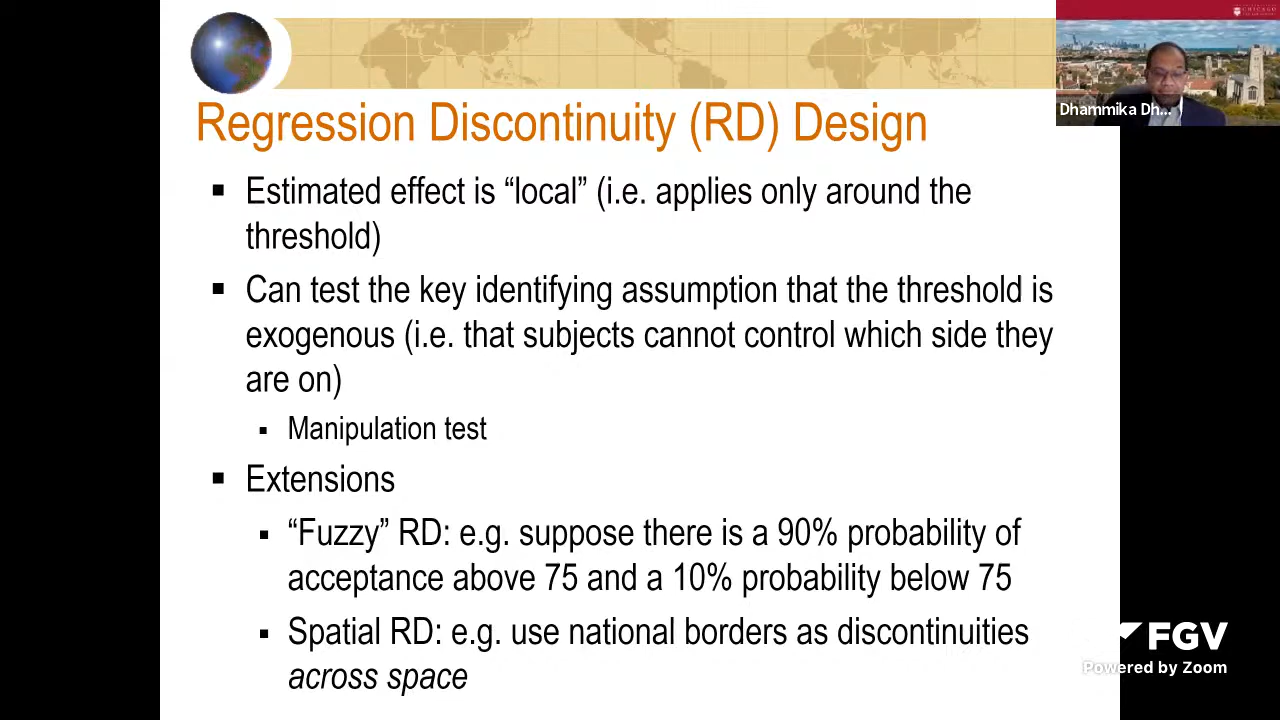 CHICAGO
Dhammika Dh...
Regression Discontinuity (RD) Design
▪ Estimated effect is “local” (i.e. applies only around the
threshold)
▪ Can test the key identifying assumption that the threshold is
exogenous (i.e. that subjects cannot control which side they
are on)
▪ Manipulation test
▪ Extensions
▪ “Fuzzy” RD: e.g. suppose there is a 90% probability of
acceptance above 75 and a 10% probability below 75
▪ Spatial RD: e.g. use national borders as discontinuities
across space
FGV
Powered by Zoom